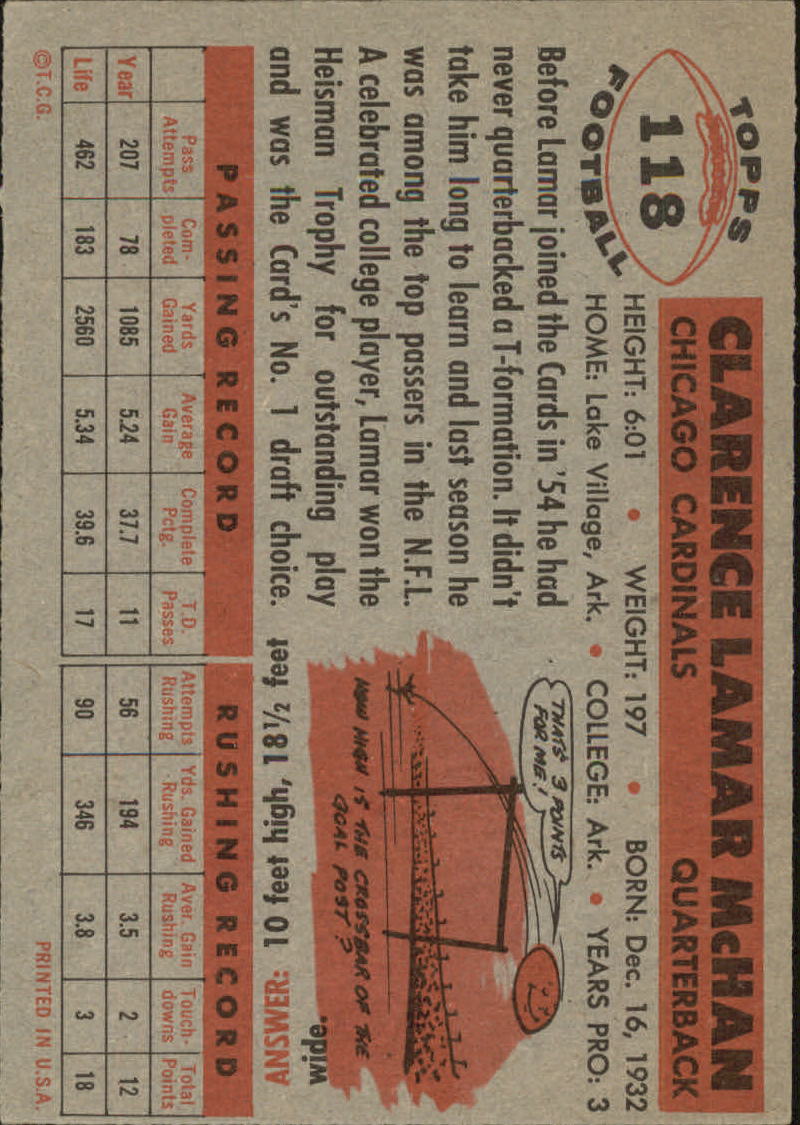 TOPPS
118
FOOTBALL
CLARENCE LAMAR McHAN
CHICAGO CARDINALS QUARTERBACK
HEIGHT: 6:01 • WEIGHT: 197 • BORN: Dec. 16, 1932
HOME: Lake Village, Ark. • COLLEGE: Ark. • YEARS PRO: 3
Before Lamar joined the Cards in '54 he had
never quarterbacked a T-formation. It didn't
take him long to learn and last season he
was among the top passers in the N.F.L.
A celebrated college player, Lamar won the
Heisman Trophy for outstanding play
and was the Card's No. 1 draft choice.
THAT'S 3 POINTS
FOR ME!
HOW HIGH IS THE CROSSBAR OF THE
GOAL POST?
ANSWER: 10 feet high, 18½ feet
wide.
PASSING RECORD RUSHING RECORD
Pass Attempts Com-pleted Yards Gained Average Gain Complete Pctg. T.D. Passes Attempts Rushing Yds. Gained Rushing Aver. Gain Rushing Touch-downs Total Points
Year 207 78 1085 5.24 37.7 11 56 194 3.5 2 12
Life 462 183 2560 5.34 39.6 17 90 346 3.8 3 18
©T.C.G. PRINTED IN U.S.A.